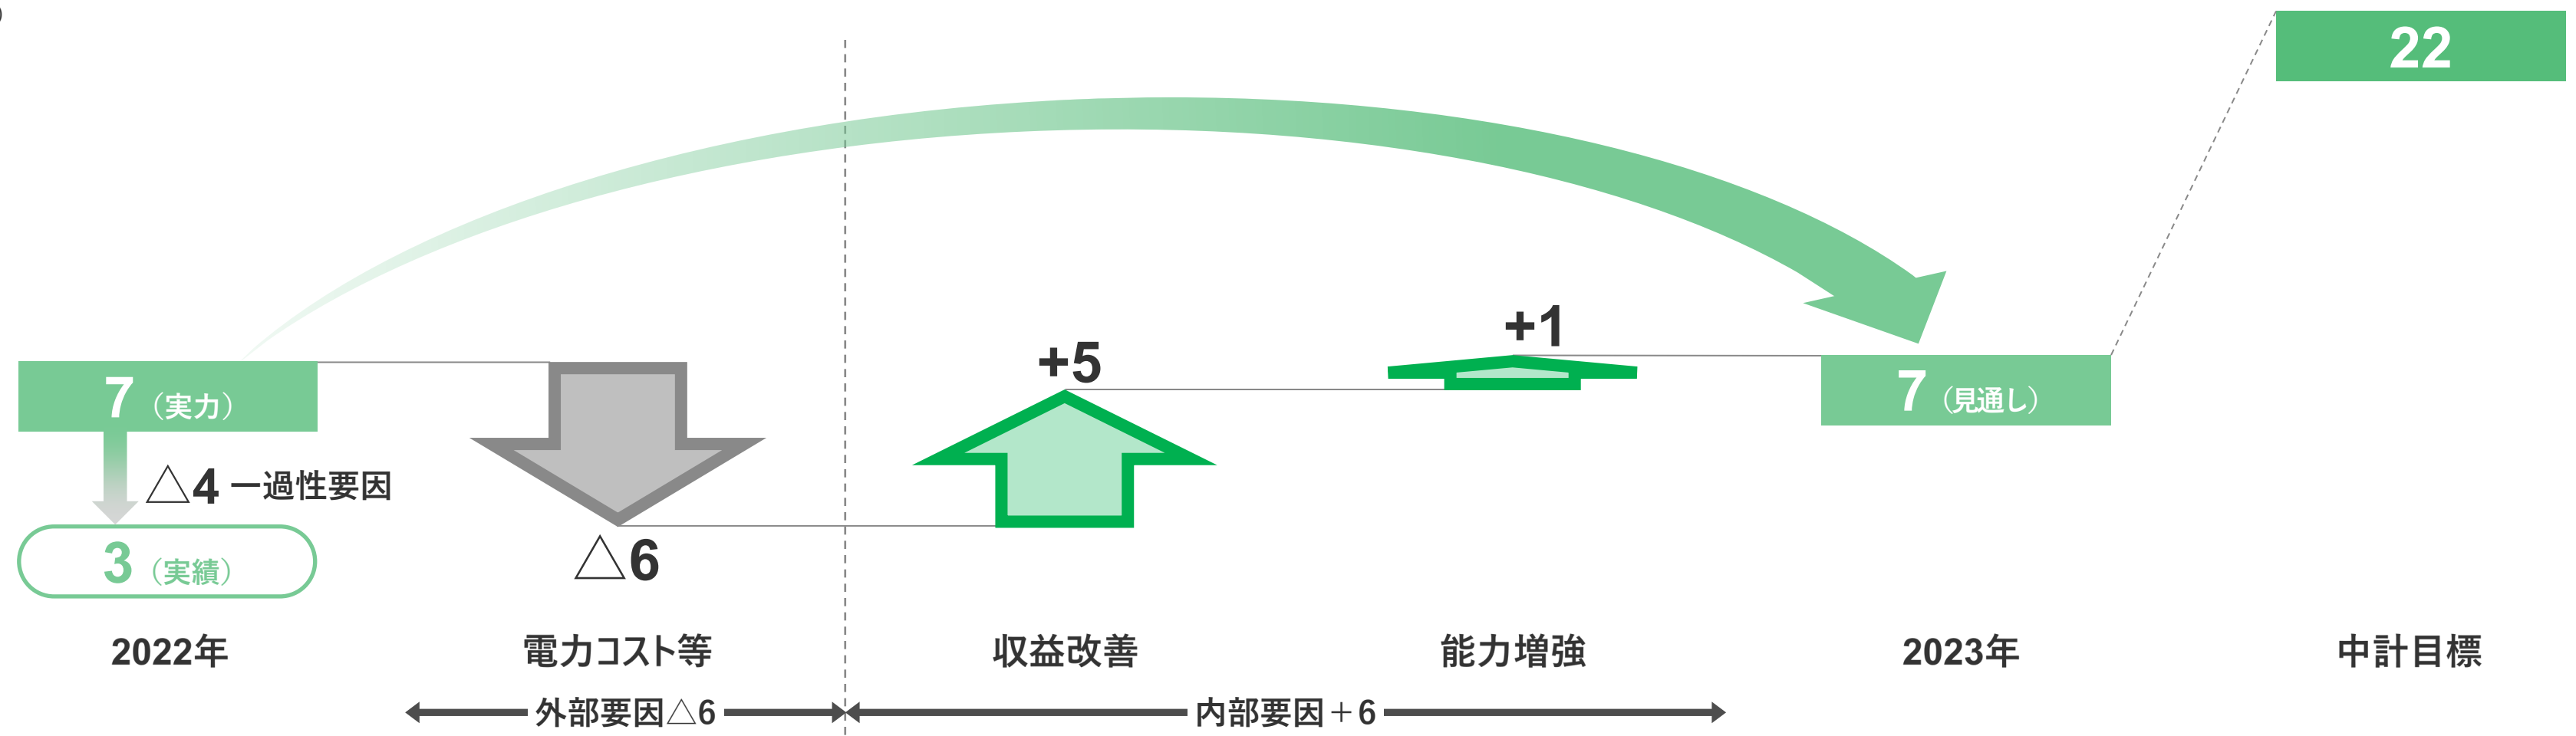 22
+1
+5
7（実力）
7（見通し）
△4 一過性要因
3（実績）
△6
2022年
電力コスト等
収益改善
能力増強
2023年
中計目標
外部要因△6
内部要因＋6